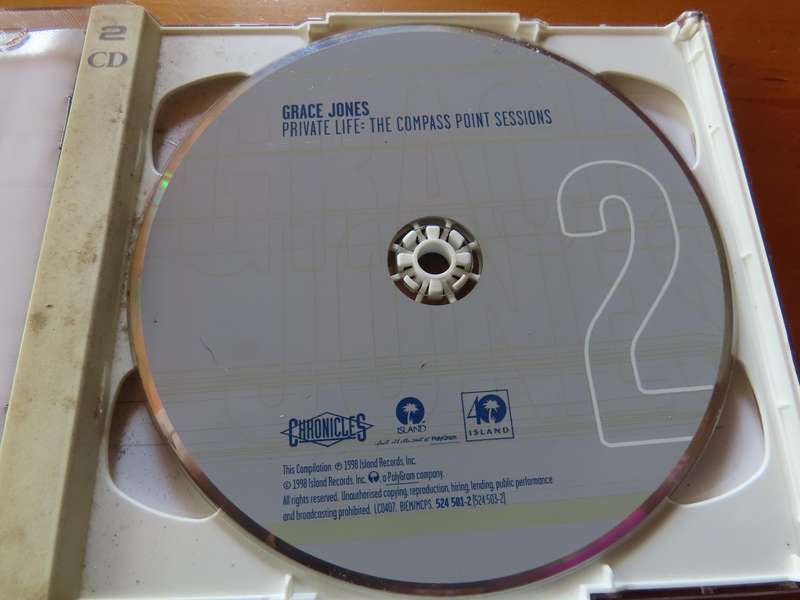 2
CD
GRACE JONES
PRIVATE LIFE: THE COMPASS POINT SESSIONS
2
CHRONICLES
ISLAND
40
ISLAND
PolyGram
This Compilation ℗ 1998 Island Records, Inc.
© 1998 Island Records, Inc. , a PolyGram company.
All rights reserved. Unauthorised copying, reproduction, hiring, lending, public performance
and broadcasting prohibited. LC0407. BIEM/MCPS. 524 501-2 [524 503-2]